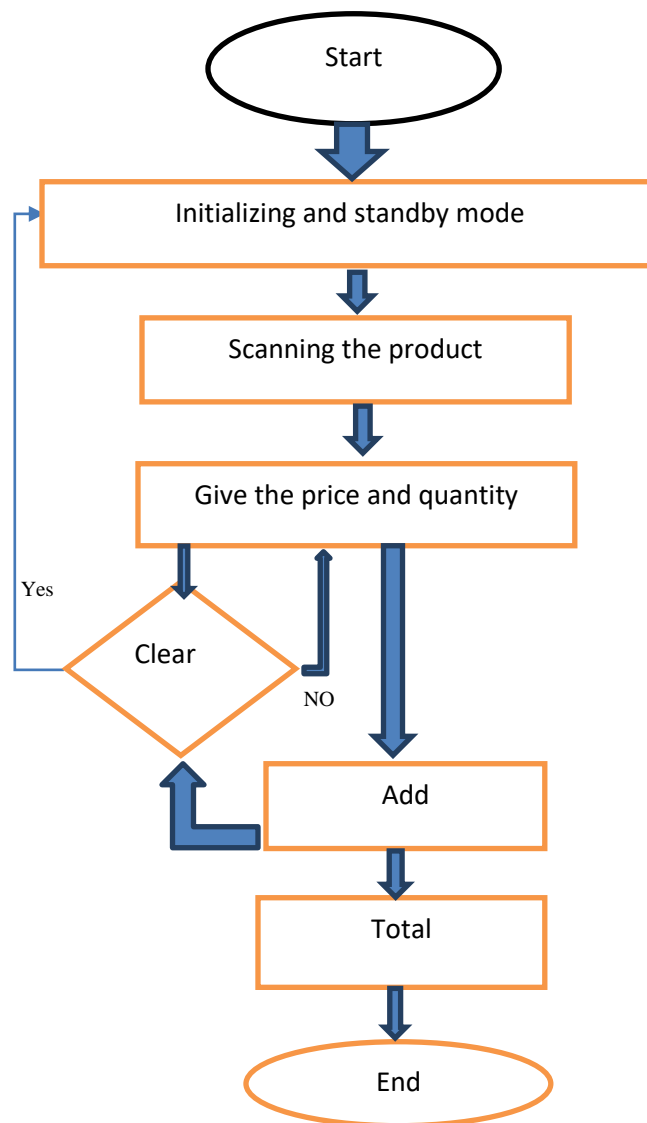 Start
Initializing and standby mode
Scanning the product
Give the price and quantity
Yes
Clear
NO
Add
Total
End